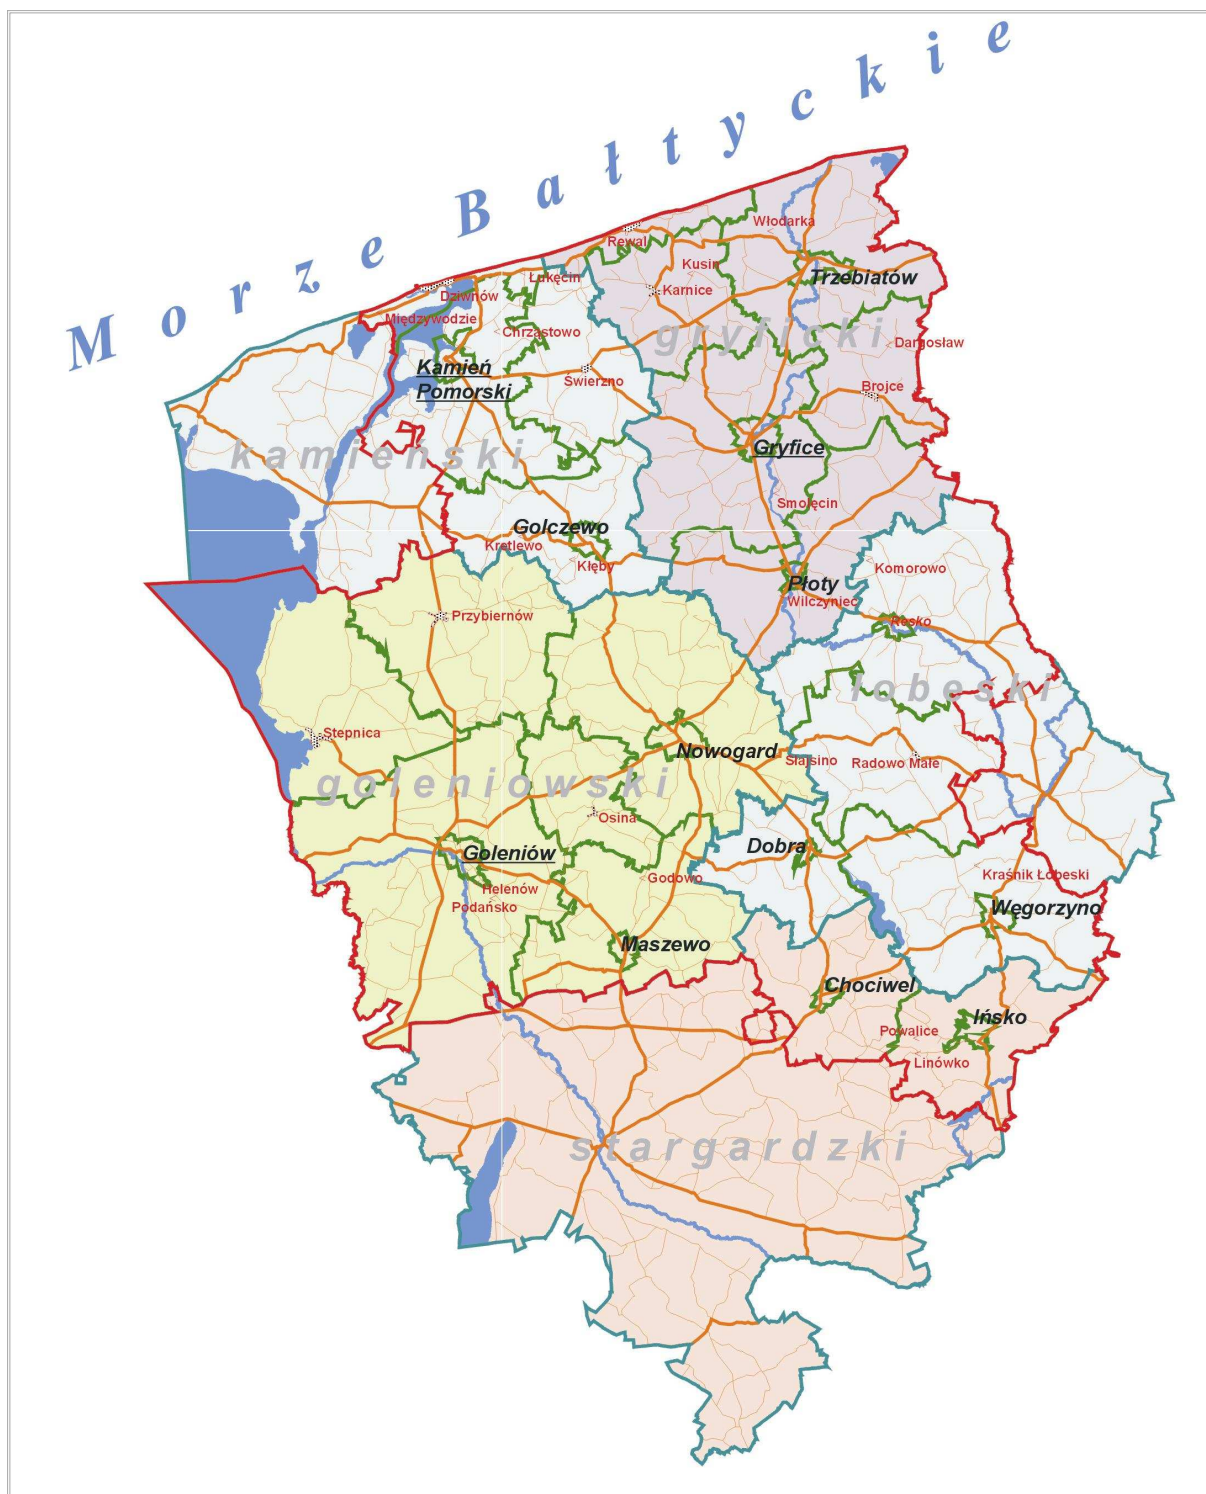 Morze Bałtyckie
Włodarka
Rewal
Kusin
Trzebiatów
Łukęcin
Karnice
Dziwnów
Międzywodzie
Chrząstowo
gryficki
Dargosław
Kamień
Pomorski
Świerzno
Brojce
kamieński
Gryfice
Smolęcin
Golczewo
Kretlewo
Kłęby
Komorowo
Płoty
Wilczyniec
Przybiernów
Resko
łobeski
Stepnica
Nowogard
Słajsino
Radowo Małe
goleniowski
Osina
Dobra
Goleniów
Godowo
Kraśnik Łobeski
Helenów
Podańsko
Węgorzyno
Maszewo
Chociwel
Ińsko
Powalice
Linówko
stargardzki